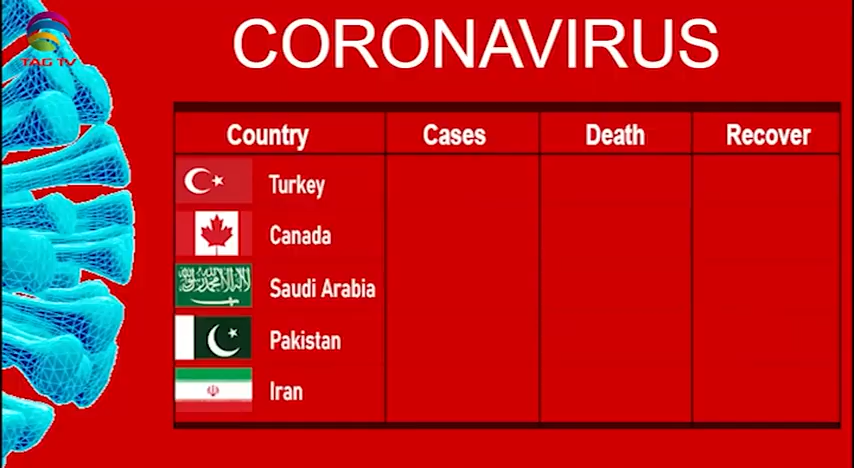 TAG TV
CORONAVIRUS
Country Cases Death Recover
Turkey
Canada
Saudi Arabia
Pakistan
Iran